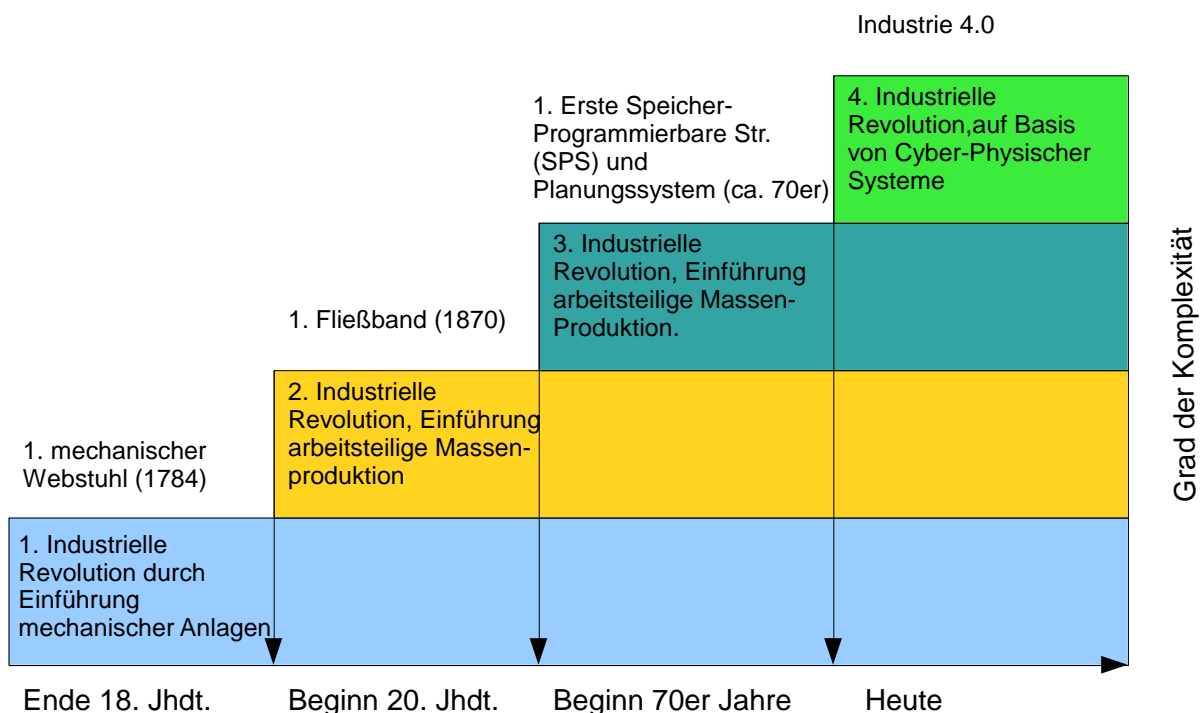 Industrie 4.0
1. Erste Speicher-
Programmierbare Str.
(SPS) und
Planungssystem (ca. 70er)
4. Industrielle
Revolution,auf Basis
von Cyber-Physischer
Systeme
3. Industrielle
Revolution, Einführung
arbeitsteilige Massen-
Produktion.
1. Fließband (1870)
2. Industrielle
Revolution, Einführung
arbeitsteilige Massen-
produktion
1. mechanischer
Webstuhl (1784)
1. Industrielle
Revolution durch
Einführung
mechanischer Anlagen
Grad der Komplexität
Ende 18. Jhdt.
Beginn 20. Jhdt.
Beginn 70er Jahre
Heute